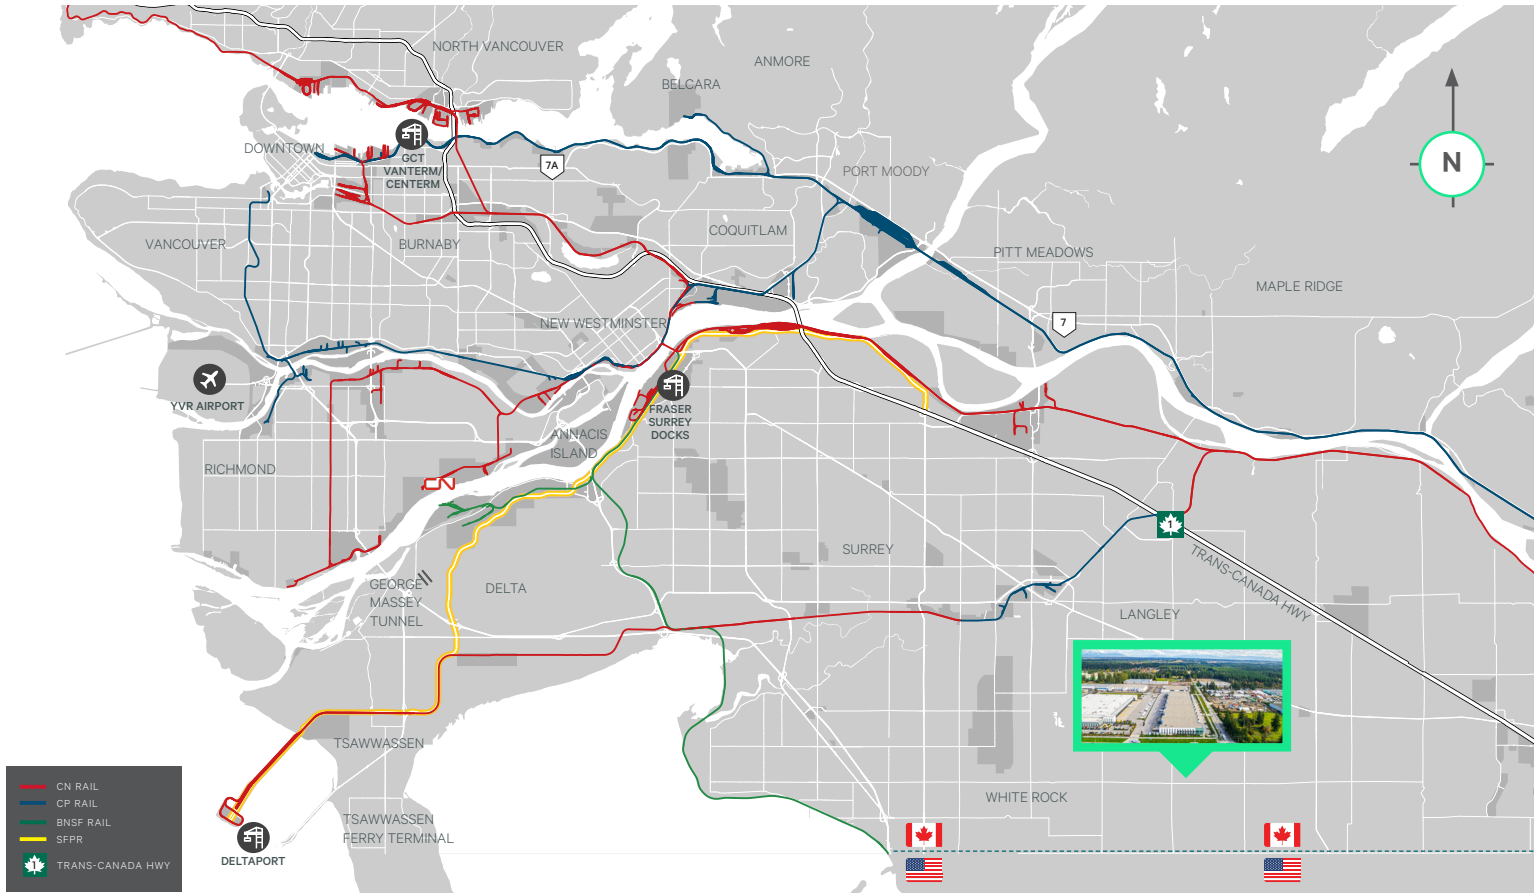 NORTH VANCOUVER
ANMORE
BELCARA
DOWNTOWN
GCT
VANTERM/
CENTERM
7A
PORT MOODY
N
VANCOUVER
BURNABY
COQUITLAM
PITT MEADOWS
MAPLE RIDGE
NEW WESTMINSTER
7
YVR AIRPORT
FRASER
SURREY
DOCKS
ANNACIS
ISLAND
RICHMOND
CN
1
SURREY
TRANS-CANADA HWY
GEORGE
MASSEY
TUNNEL
DELTA
LANGLEY
TSAWWASSEN
WHITE ROCK
TSAWWASSEN
FERRY TERMINAL
DELTAPORT
CN RAIL
CP RAIL
BNSF RAIL
SFPR
1 TRANS-CANADA HWY